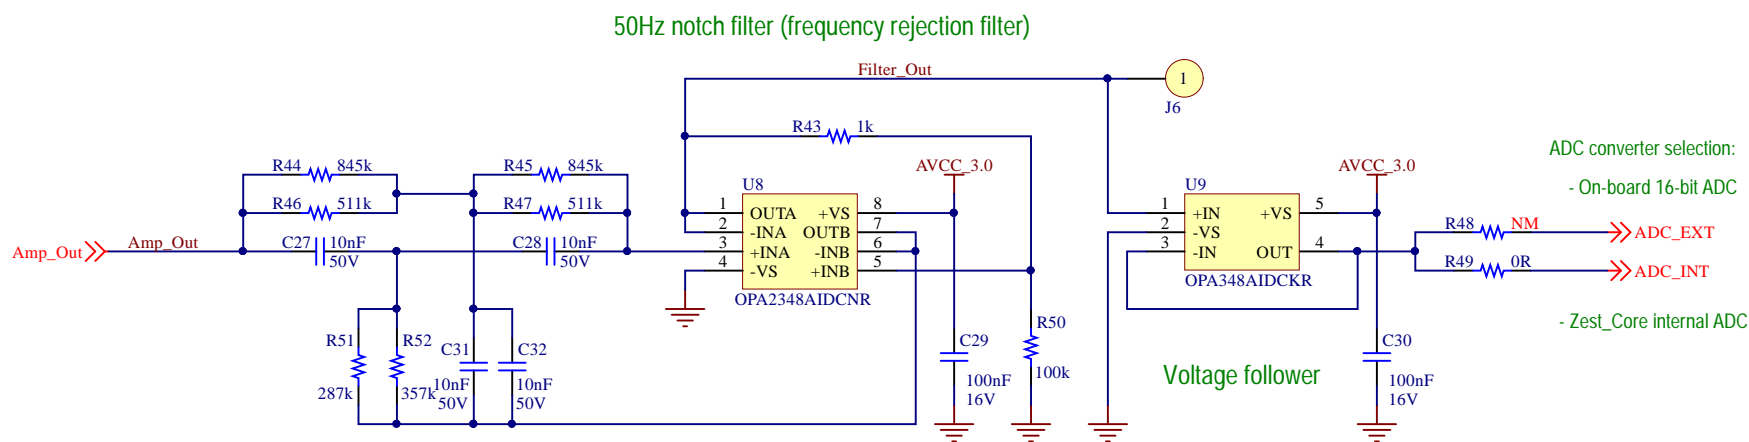 50Hz notch filter (frequency rejection filter)
Filter_Out
1
J6
R43 1k
R44 845k
R45 845k
AVCC_3.0
AVCC_3.0
ADC converter selection:
- On-board 16-bit ADC
U8
U9
R46 511k
R47 511k
1 OUTA +VS 8
2 -INA OUTB 7
3 +INA -INB 6
4 -VS +INB 5
OPA2348AIDCNR
1 +IN +VS 5
2 -VS
3 -IN OUT 4
OPA348AIDCKR
Amp_Out
Amp_Out
C27 10nF
50V
C28 10nF
50V
R48 NM
ADC_EXT
R49 0R
ADC_INT
- Zest_Core internal ADC
R51
287k
R52
357k
C31
10nF
50V
C32
10nF
50V
C29
100nF
16V
R50
100k
Voltage follower
C30
100nF
16V